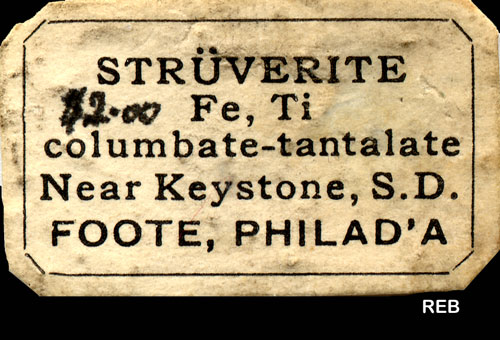 STRÜVERITE
$2.00 Fe, Ti
columbate-tantalate
Near Keystone, S.D.
FOOTE, PHILAD'A
REB